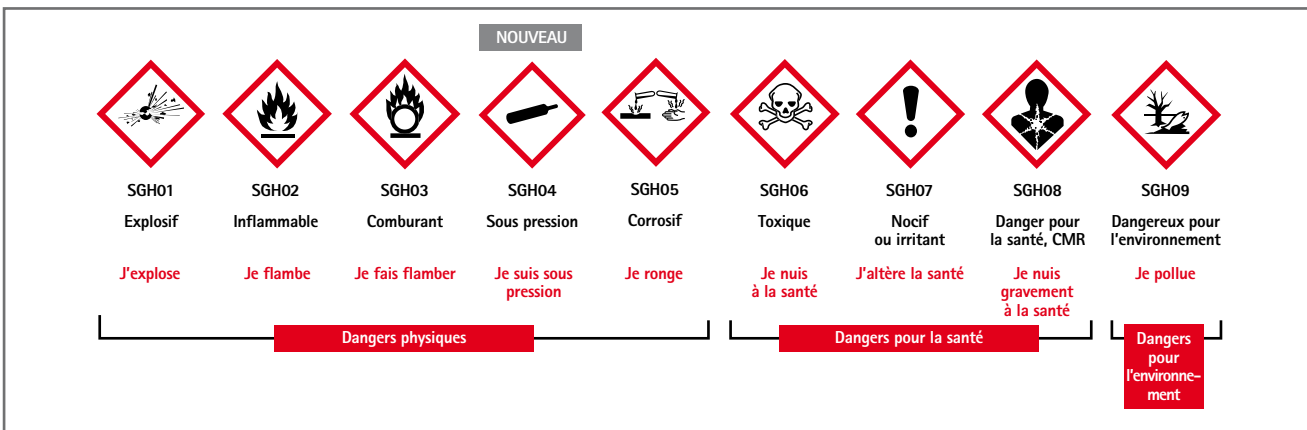 NOUVEAU
SGH01 SGH02 SGH03 SGH04 SGH05 SGH06 SGH07 SGH08 SGH09
Explosif Inflammable Comburant Sous pression Corrosif Toxique Nocif
ou irritant Danger pour
la santé, CMR Dangereux pour
l'environnement
J'explose Je flambe Je fais flamber Je suis sous
pression Je ronge Je nuis
à la santé J'altère la santé Je nuis
gravement
à la santé Je pollue
Dangers physiques Dangers pour la santé Dangers
pour
l'environne-
ment